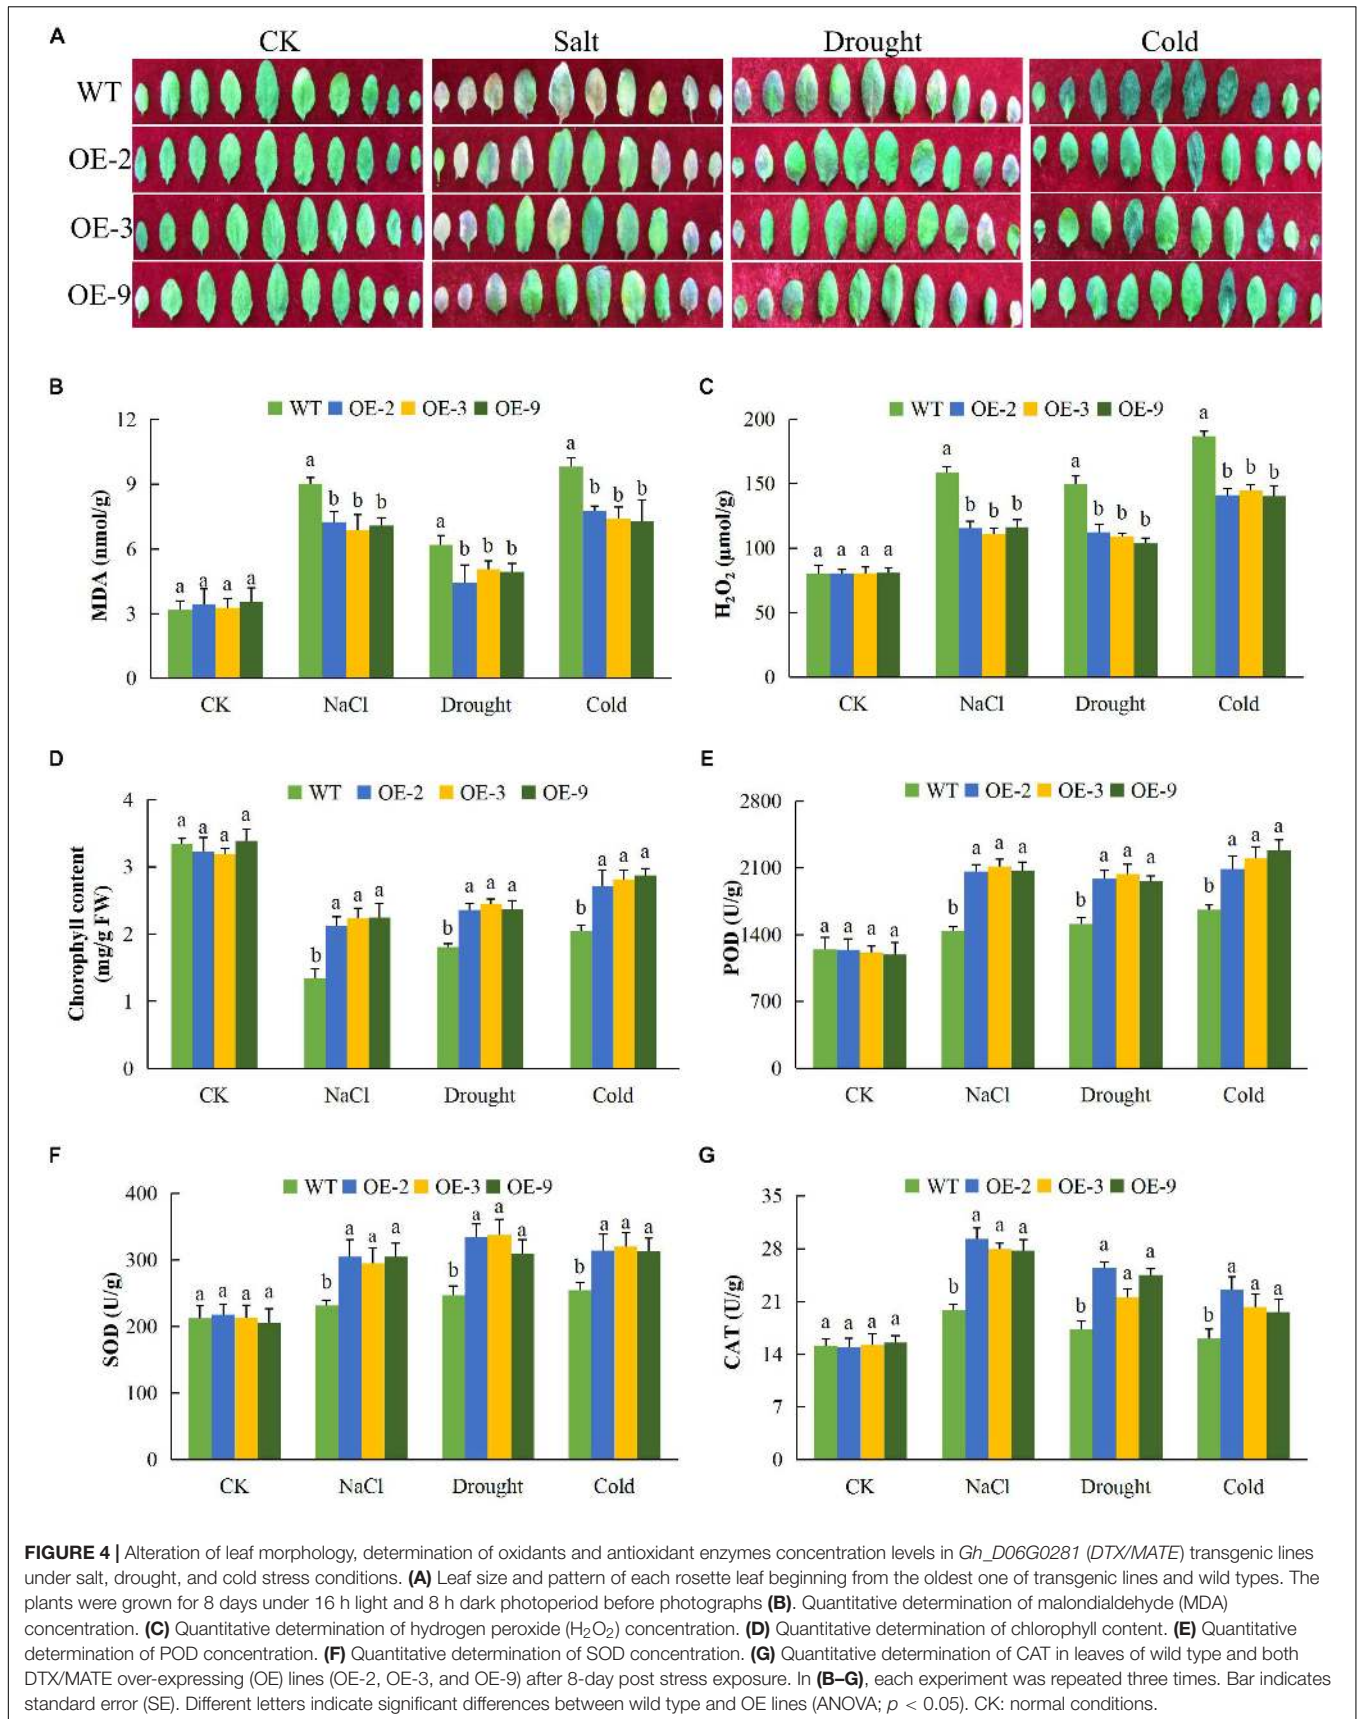 A
CK Salt Drought Cold
WT
OE-2
OE-3
OE-9
B
WT OE-2 OE-3 OE-9
MDA (nmol/g)
12
9
6
3
0
a a a a
a b b b
a b b b
a b b b
CK NaCl Drought Cold
C
WT OE-2 OE-3 OE-9
H₂O₂ (μmol/g)
200
150
100
50
0
a a a a
a b b b
a b b b
a b b b
CK NaCl Drought Cold
D
WT OE-2 OE-3 OE-9
Chorophyll content
(mg/g FW)
4
3
2
1
0
a a a a
b a a a
b a a a
b a a a
CK NaCl Drought Cold
E
WT OE-2 OE-3 OE-9
POD (U/g)
2800
2100
1400
700
0
a a a a
b a a a
b a a a
b a a a
CK NaCl Drought Cold
F
WT OE-2 OE-3 OE-9
SOD (U/g)
400
300
200
100
0
a a a a
b a a a
b a a a
b a a a
CK NaCl Drought Cold
G
WT OE-2 OE-3 OE-9
CAT (U/g)
35
28
21
14
7
0
a a a a
b a a a
b a a a
b a a a
CK NaCl Drought Cold
FIGURE 4 | Alteration of leaf morphology, determination of oxidants and antioxidant enzymes concentration levels in Gh_D06G0281 (DTX/MATE) transgenic lines
under salt, drought, and cold stress conditions. (A) Leaf size and pattern of each rosette leaf beginning from the oldest one of transgenic lines and wild types. The
plants were grown for 8 days under 16 h light and 8 h dark photoperiod before photographs (B). Quantitative determination of malondialdehyde (MDA)
concentration. (C) Quantitative determination of hydrogen peroxide (H₂O₂) concentration. (D) Quantitative determination of chlorophyll content. (E) Quantitative
determination of POD concentration. (F) Quantitative determination of SOD concentration. (G) Quantitative determination of CAT in leaves of wild type and both
DTX/MATE over-expressing (OE) lines (OE-2, OE-3, and OE-9) after 8-day post stress exposure. In (B–G), each experiment was repeated three times. Bar indicates
standard error (SE). Different letters indicate significant differences between wild type and OE lines (ANOVA; p < 0.05). CK: normal conditions.